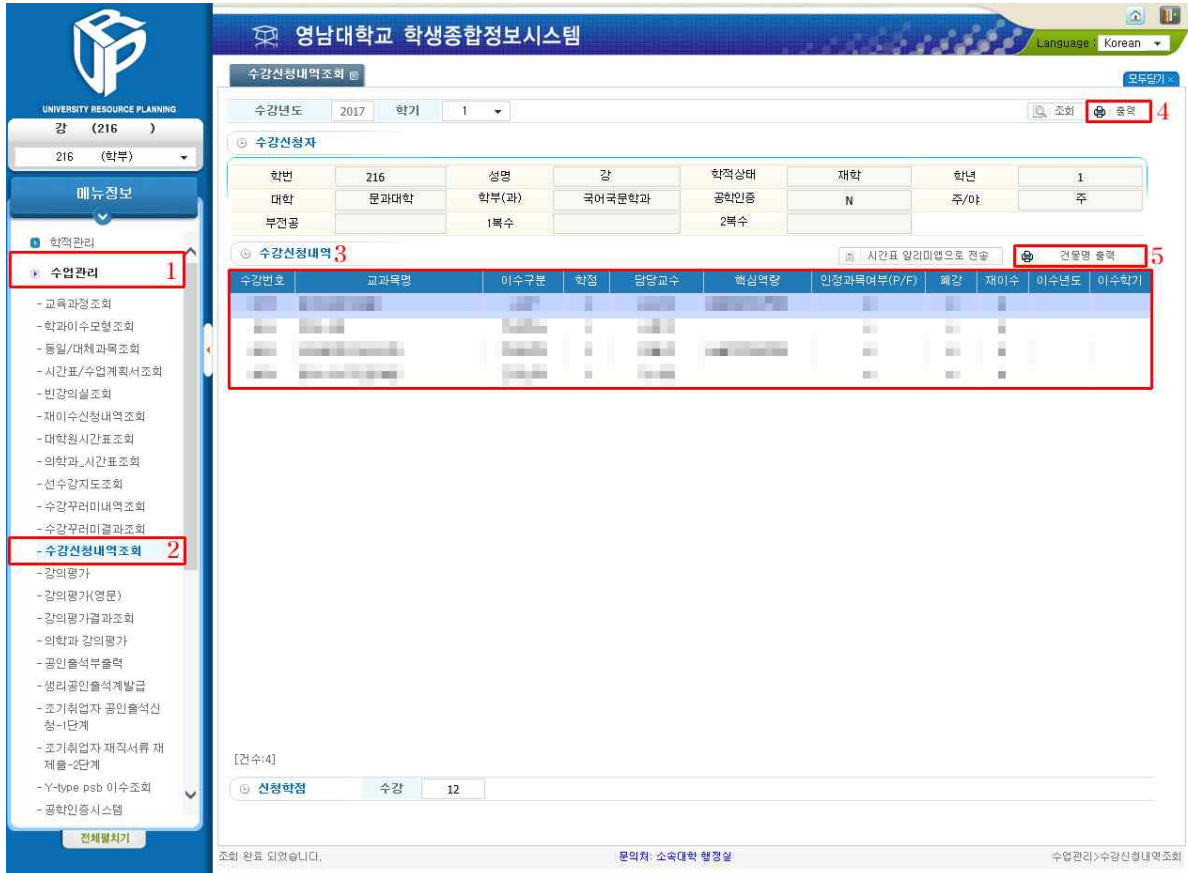 영남대학교 학생종합정보시스템
Language : Korean
UNIVERSITY RESOURCE PLANNING
강 (216 )
216 (학부)
메뉴정보
학적관리
수업관리 1
-교육과정조회
-학과이수모형조회
-동일/대체과목조회
-시간표/수업계획서조회
-빈강의실조회
-재이수신청내역조회
-대학원시간표조회
-의학과_시간표조회
-선수강지도조회
-수강꾸러미내역조회
-수강꾸러미결과조회
-수강신청내역조회 2
-강의평가
-강의평가(영문)
-강의평가결과조회
-의학과 강의평가
-공인출석부출력
-생리공인출석계발급
-조기취업자 공인출석신
청-1단계
-조기취업자 재직서류 재
제출-2단계
-Y-type psb 이수조회
-공학인증시스템
전체펼치기
수강신청내역조회
모두닫기×
수강년도 2017 학기 1 조회 출력 4
수강신청자
학번 216 성명 강 학적상태 재학 학년 1
대학 문과대학 학부(과) 국어국문학과 공학인증 N 주/야 주
부전공 1복수 2복수
수강신청내역 3 시간표 알리미앱으로 전송 건물명 출력 5
수강번호 교과목명 이수구분 학점 담당교수 핵심역량 인정과목여부(P/F) 폐강 재이수 이수년도 이수학기
[건수:4]
신청학점 수강 12
조회 완료 되었습니다. 문의처: 소속대학 행정실 수업관리>수강신청내역조회